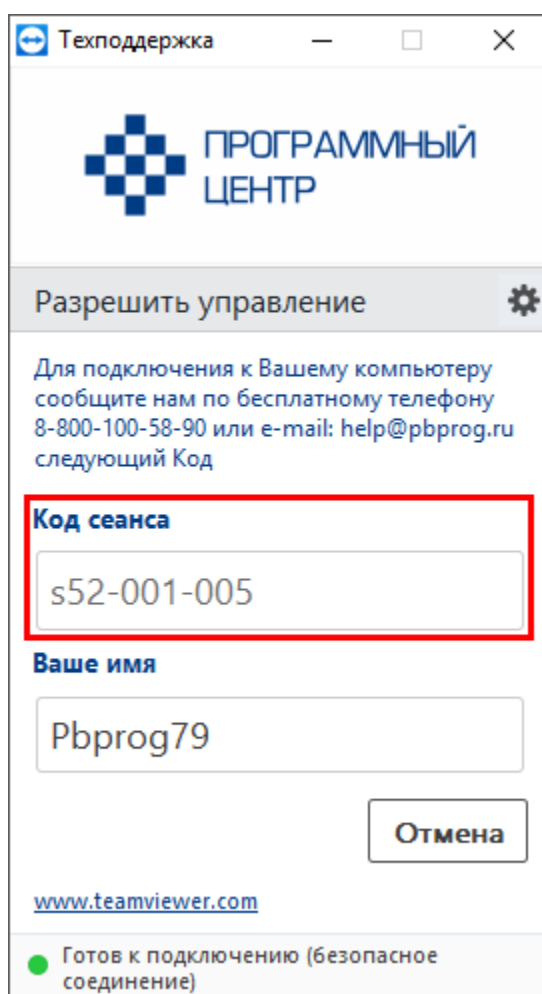 Техподдержка
ПРОГРАММНЫЙ
ЦЕНТР
Разрешить управление
Для подключения к Вашему компьютеру
сообщите нам по бесплатному телефону
8-800-100-58-90 или e-mail: help@pbprog.ru
следующий Код
Код сеанса
s52-001-005
Ваше имя
Pbprog79
Отмена
www.teamviewer.com
Готов к подключению (безопасное
соединение)